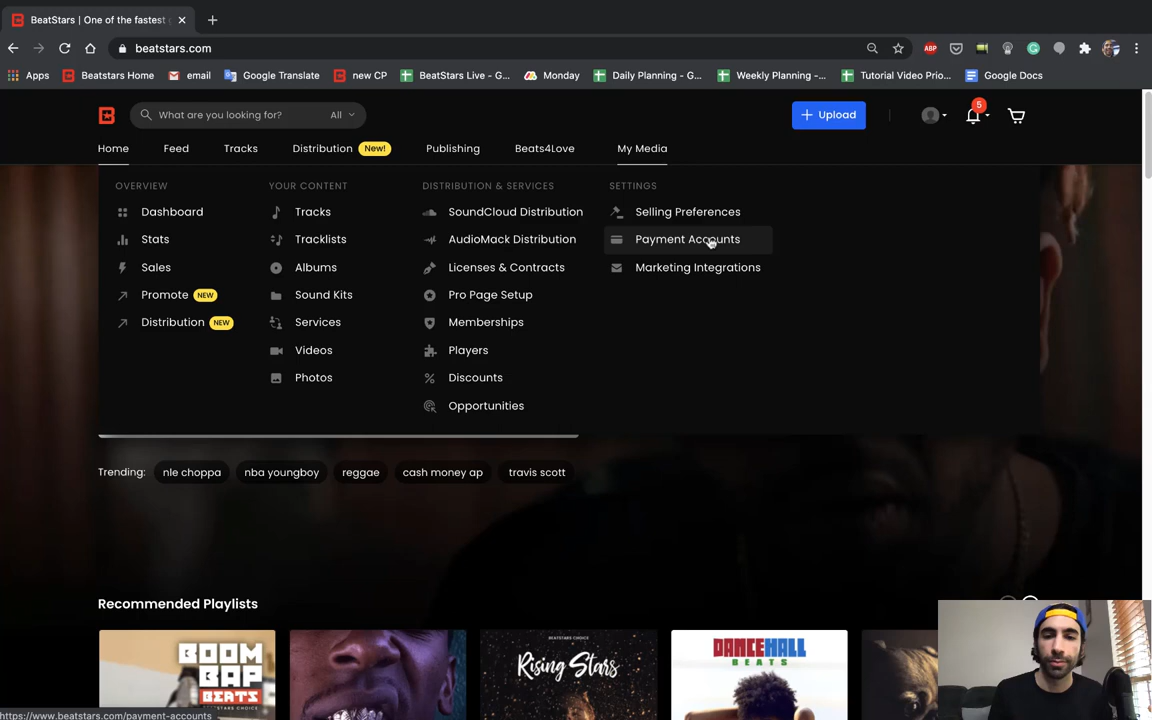 BeatStars | One of the fastest
beatstars.com
ABP
Apps
Beatstars Home
email
Google Translate
new CP
BeatStars Live - G...
Monday
Daily Planning - G...
Weekly Planning -...
Tutorial Video Prio...
Google Docs
What are you looking for?
All
+ Upload
5
Home
Feed
Tracks
Distribution
New!
Publishing
Beats4Love
My Media
OVERVIEW
Dashboard
Stats
Sales
Promote NEW
Distribution NEW
YOUR CONTENT
Tracks
Tracklists
Albums
Sound Kits
Services
Videos
Photos
DISTRIBUTION & SERVICES
SoundCloud Distribution
AudioMack Distribution
Licenses & Contracts
Pro Page Setup
Memberships
Players
Discounts
Opportunities
SETTINGS
Selling Preferences
Payment Accounts
Marketing Integrations
Trending:
nle choppa
nba youngboy
reggae
cash money ap
travis scott
Recommended Playlists
BOOM
BAP
BEATS
BEATSTARS CHOICE
Rising Stars
DANCEHALL
BEATS
https://www.beatstars.com/payment-accounts